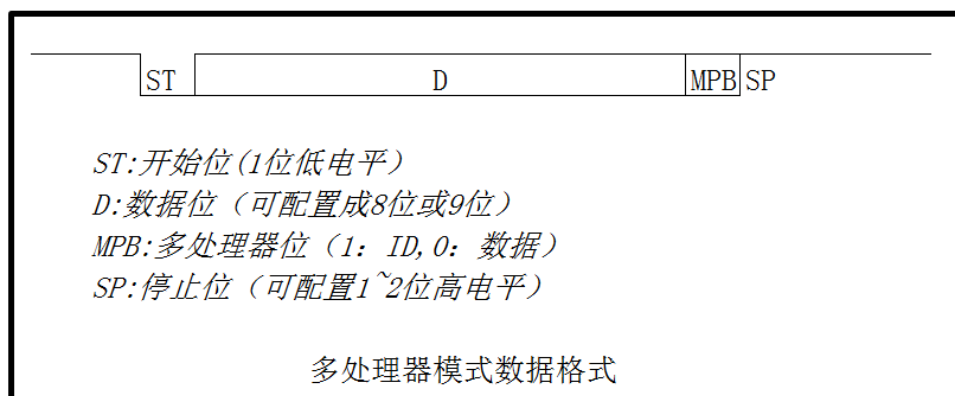 ST D MPB SP
ST:开始位(1位低电平）
D:数据位（可配置成8位或9位）
MPB:多处理器位（1：ID,0：数据）
SP:停止位（可配置1~2位高电平）
多处理器模式数据格式